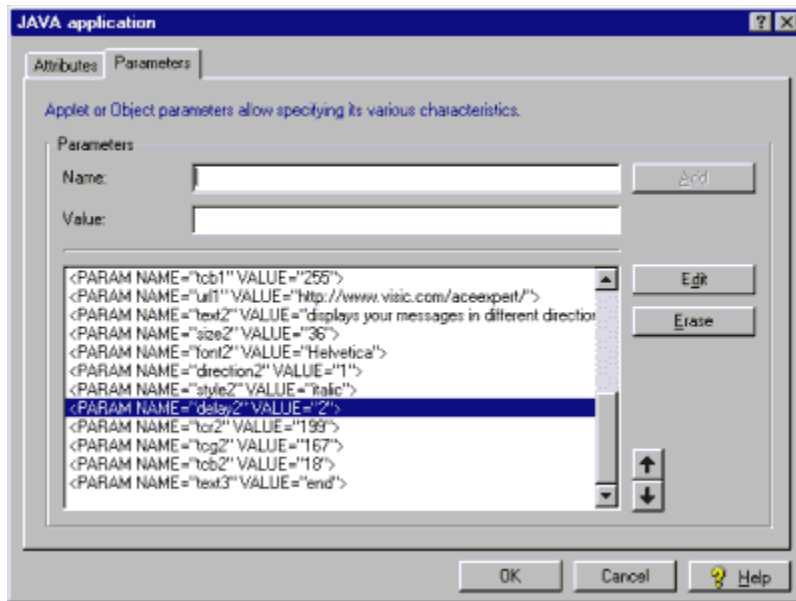 JAVA application
Attributes
Parameters
Applet or Object parameters allow specifying its various characteristics.
Parameters
Name:
Add
Value:
<PARAM NAME="tcb1" VALUE="255">
<PARAM NAME="url1" VALUE="http://www.visic.com/aceexpert/">
<PARAM NAME="text2" VALUE="displays your messages in different direction
<PARAM NAME="size2" VALUE="36">
<PARAM NAME="font2" VALUE="Helvetica">
<PARAM NAME="direction2" VALUE="1">
<PARAM NAME="style2" VALUE="italic">
<PARAM NAME="delay2" VALUE="2">
<PARAM NAME="tcr2" VALUE="199">
<PARAM NAME="tcg2" VALUE="167">
<PARAM NAME="tcb2" VALUE="18">
<PARAM NAME="text3" VALUE="end">
Edit
Erase
OK
Cancel
Help